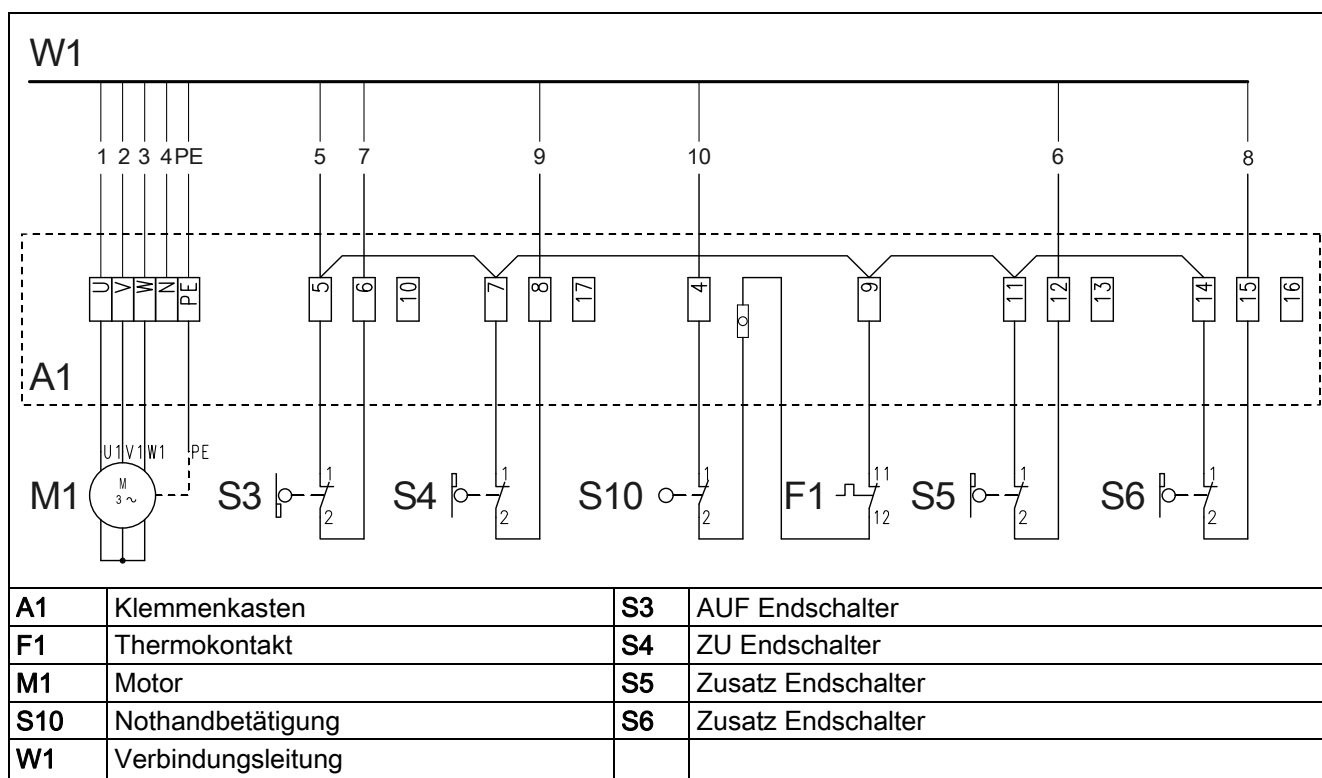 W1
1 2 3 4 PE 5 7 9 10 6 8
U V W N PE 5 6 10 7 8 17 4 9 11 12 13 14 15 16
A1
U1 V1 W1 PE
M1 M 3 ~ S3 1 2 S4 1 2 S10 1 2 F1 11 12 S5 1 2 S6 1 2
A1 Klemmenkasten S3 AUF Endschalter
F1 Thermokontakt S4 ZU Endschalter
M1 Motor S5 Zusatz Endschalter
S10 Nothandbetätigung S6 Zusatz Endschalter
W1 Verbindungsleitung